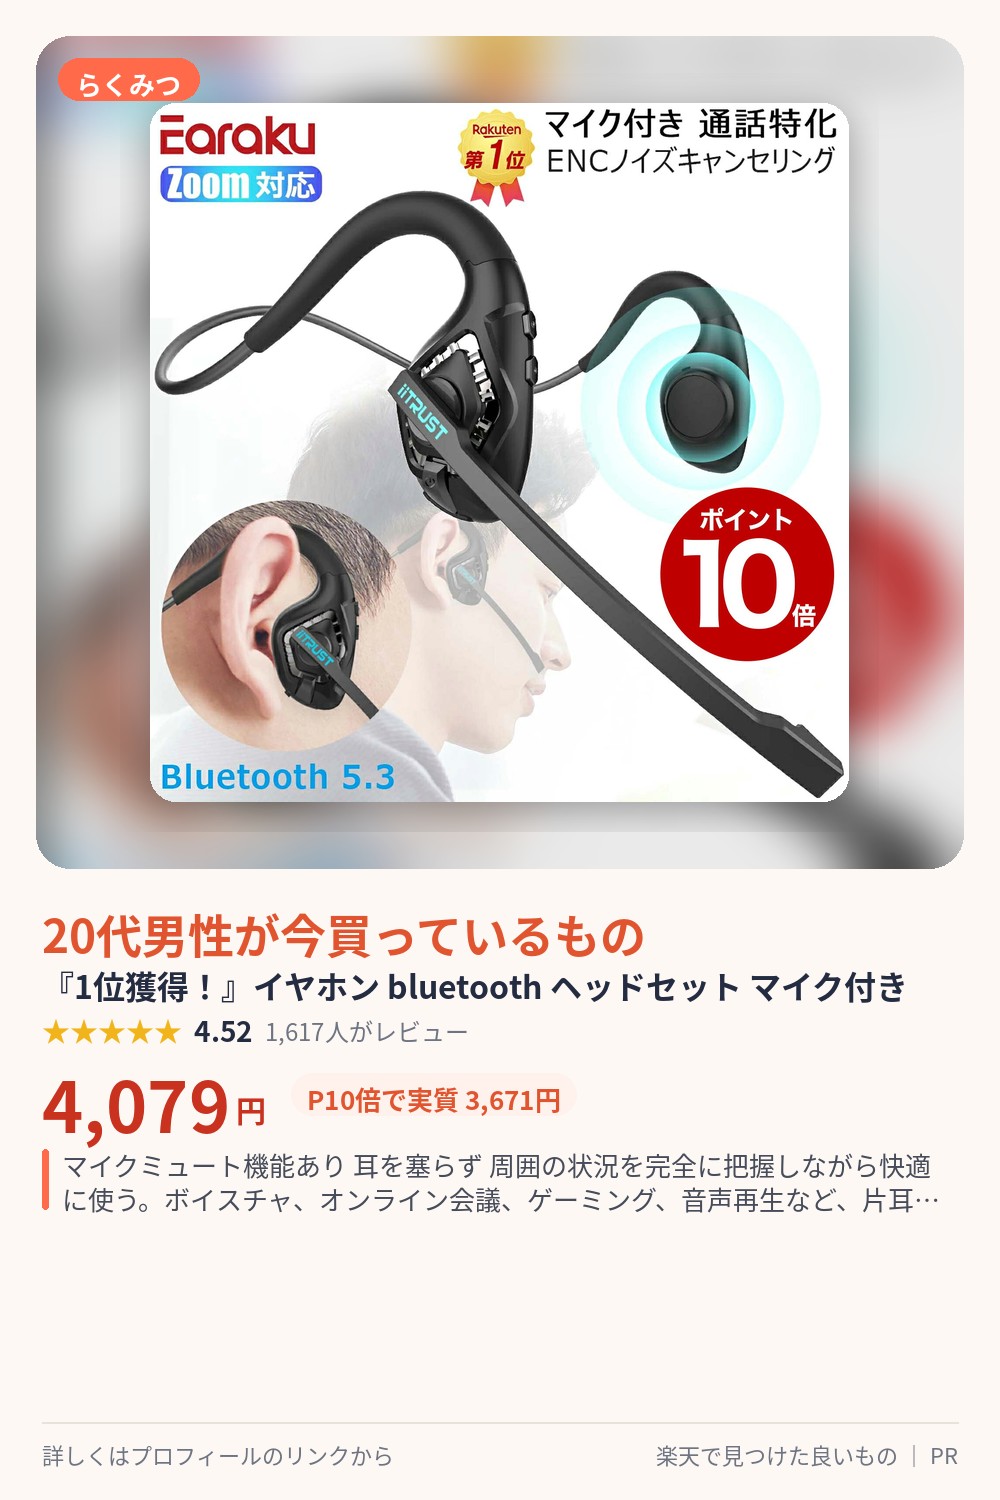 らくみつ
Earaku
Zoom 対応
Rakuten
第1位
マイク付き 通話特化
ENCノイズキャンセリング
iiTRUST
iiTRUST
ポイント
10倍
Bluetooth 5.3
20代男性が今買っているもの
『1位獲得！』イヤホン bluetooth ヘッドセット マイク付き
★★★★★ 4.52 1,617人がレビュー
4,079円 P10倍で実質 3,671円
マイクミュート機能あり 耳を塞らず 周囲の状況を完全に把握しながら快適
に使う。ボイスチャ、オンライン会議、ゲーミング、音声再生など、片耳…
詳しくはプロフィールのリンクから
楽天で見つけた良いもの ｜ PR